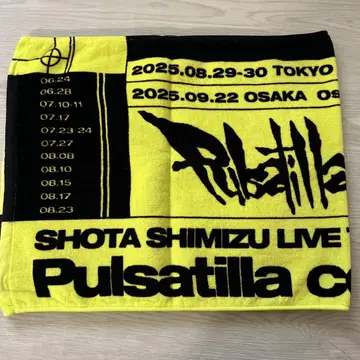 06.24
06.28
07.10-11
07.17
07.23-24
07.27
08.08
08.10
08.15
08.17
08.23
2025.08.29-30 TOKYO
2025.09.22 OSAKA Os
Pulsatilla
SHOTA SHIMIZU LIVE T
Pulsatilla co